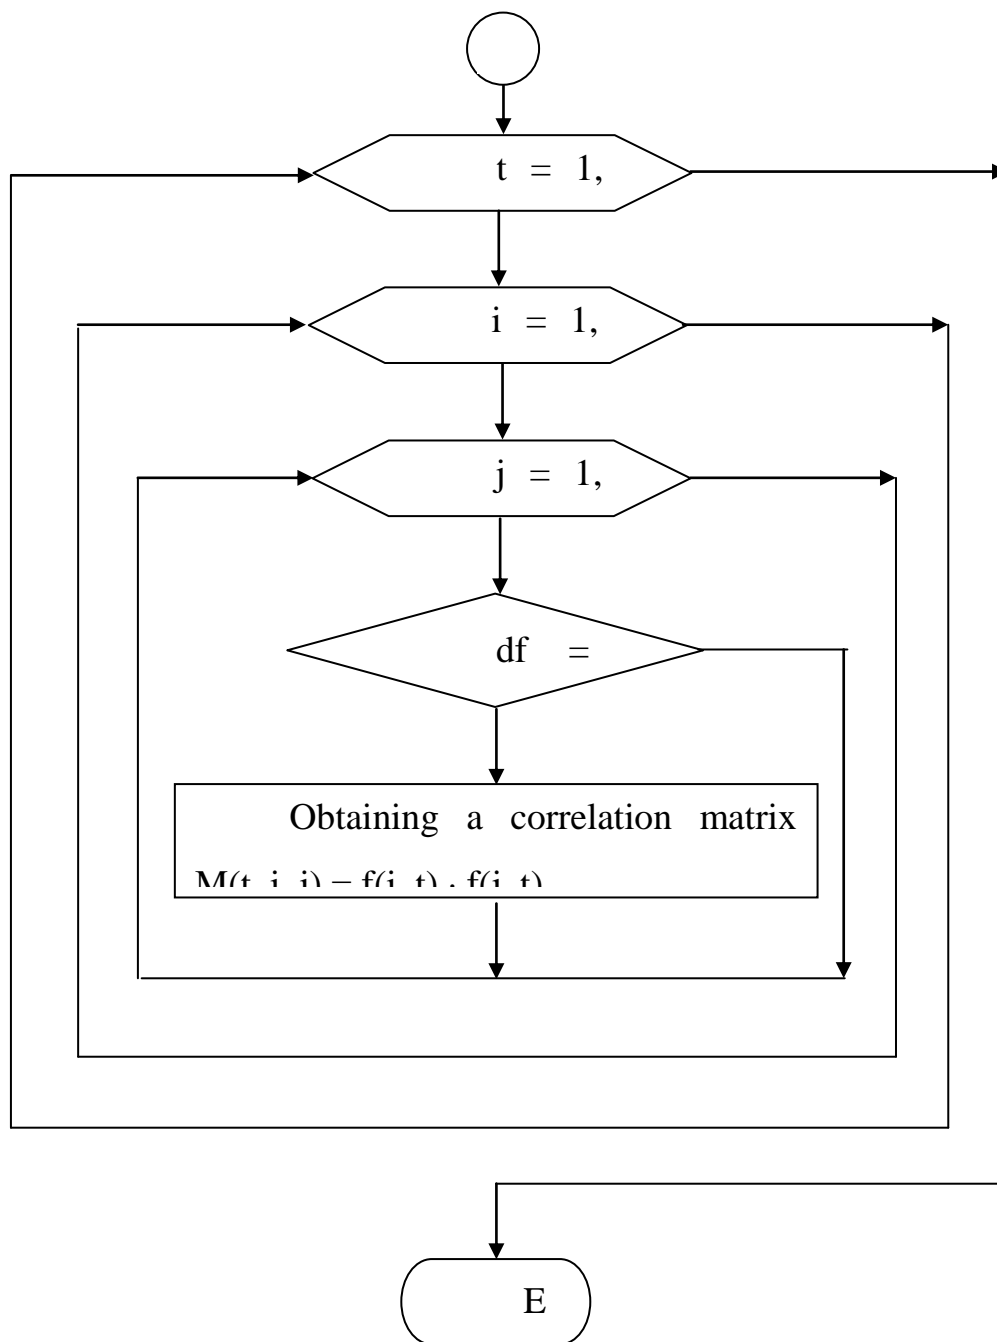 t = 1,
i = 1,
j = 1,
df =
Obtaining a correlation matrix
M(t, i, j) = f(i, t) · f(j, t)
E